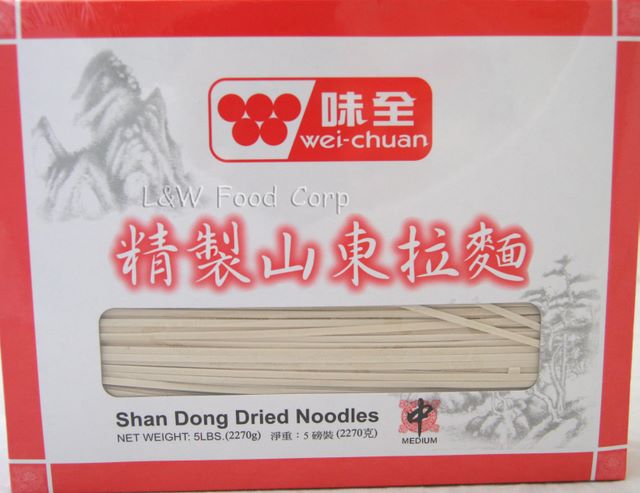 味全
wei-chuan
L&W Food Corp
精製山東拉麵
Shan Dong Dried Noodles
NET WEIGHT: 5LBS.(2270g) 淨重：5磅裝(2270克)
中
MEDIUM